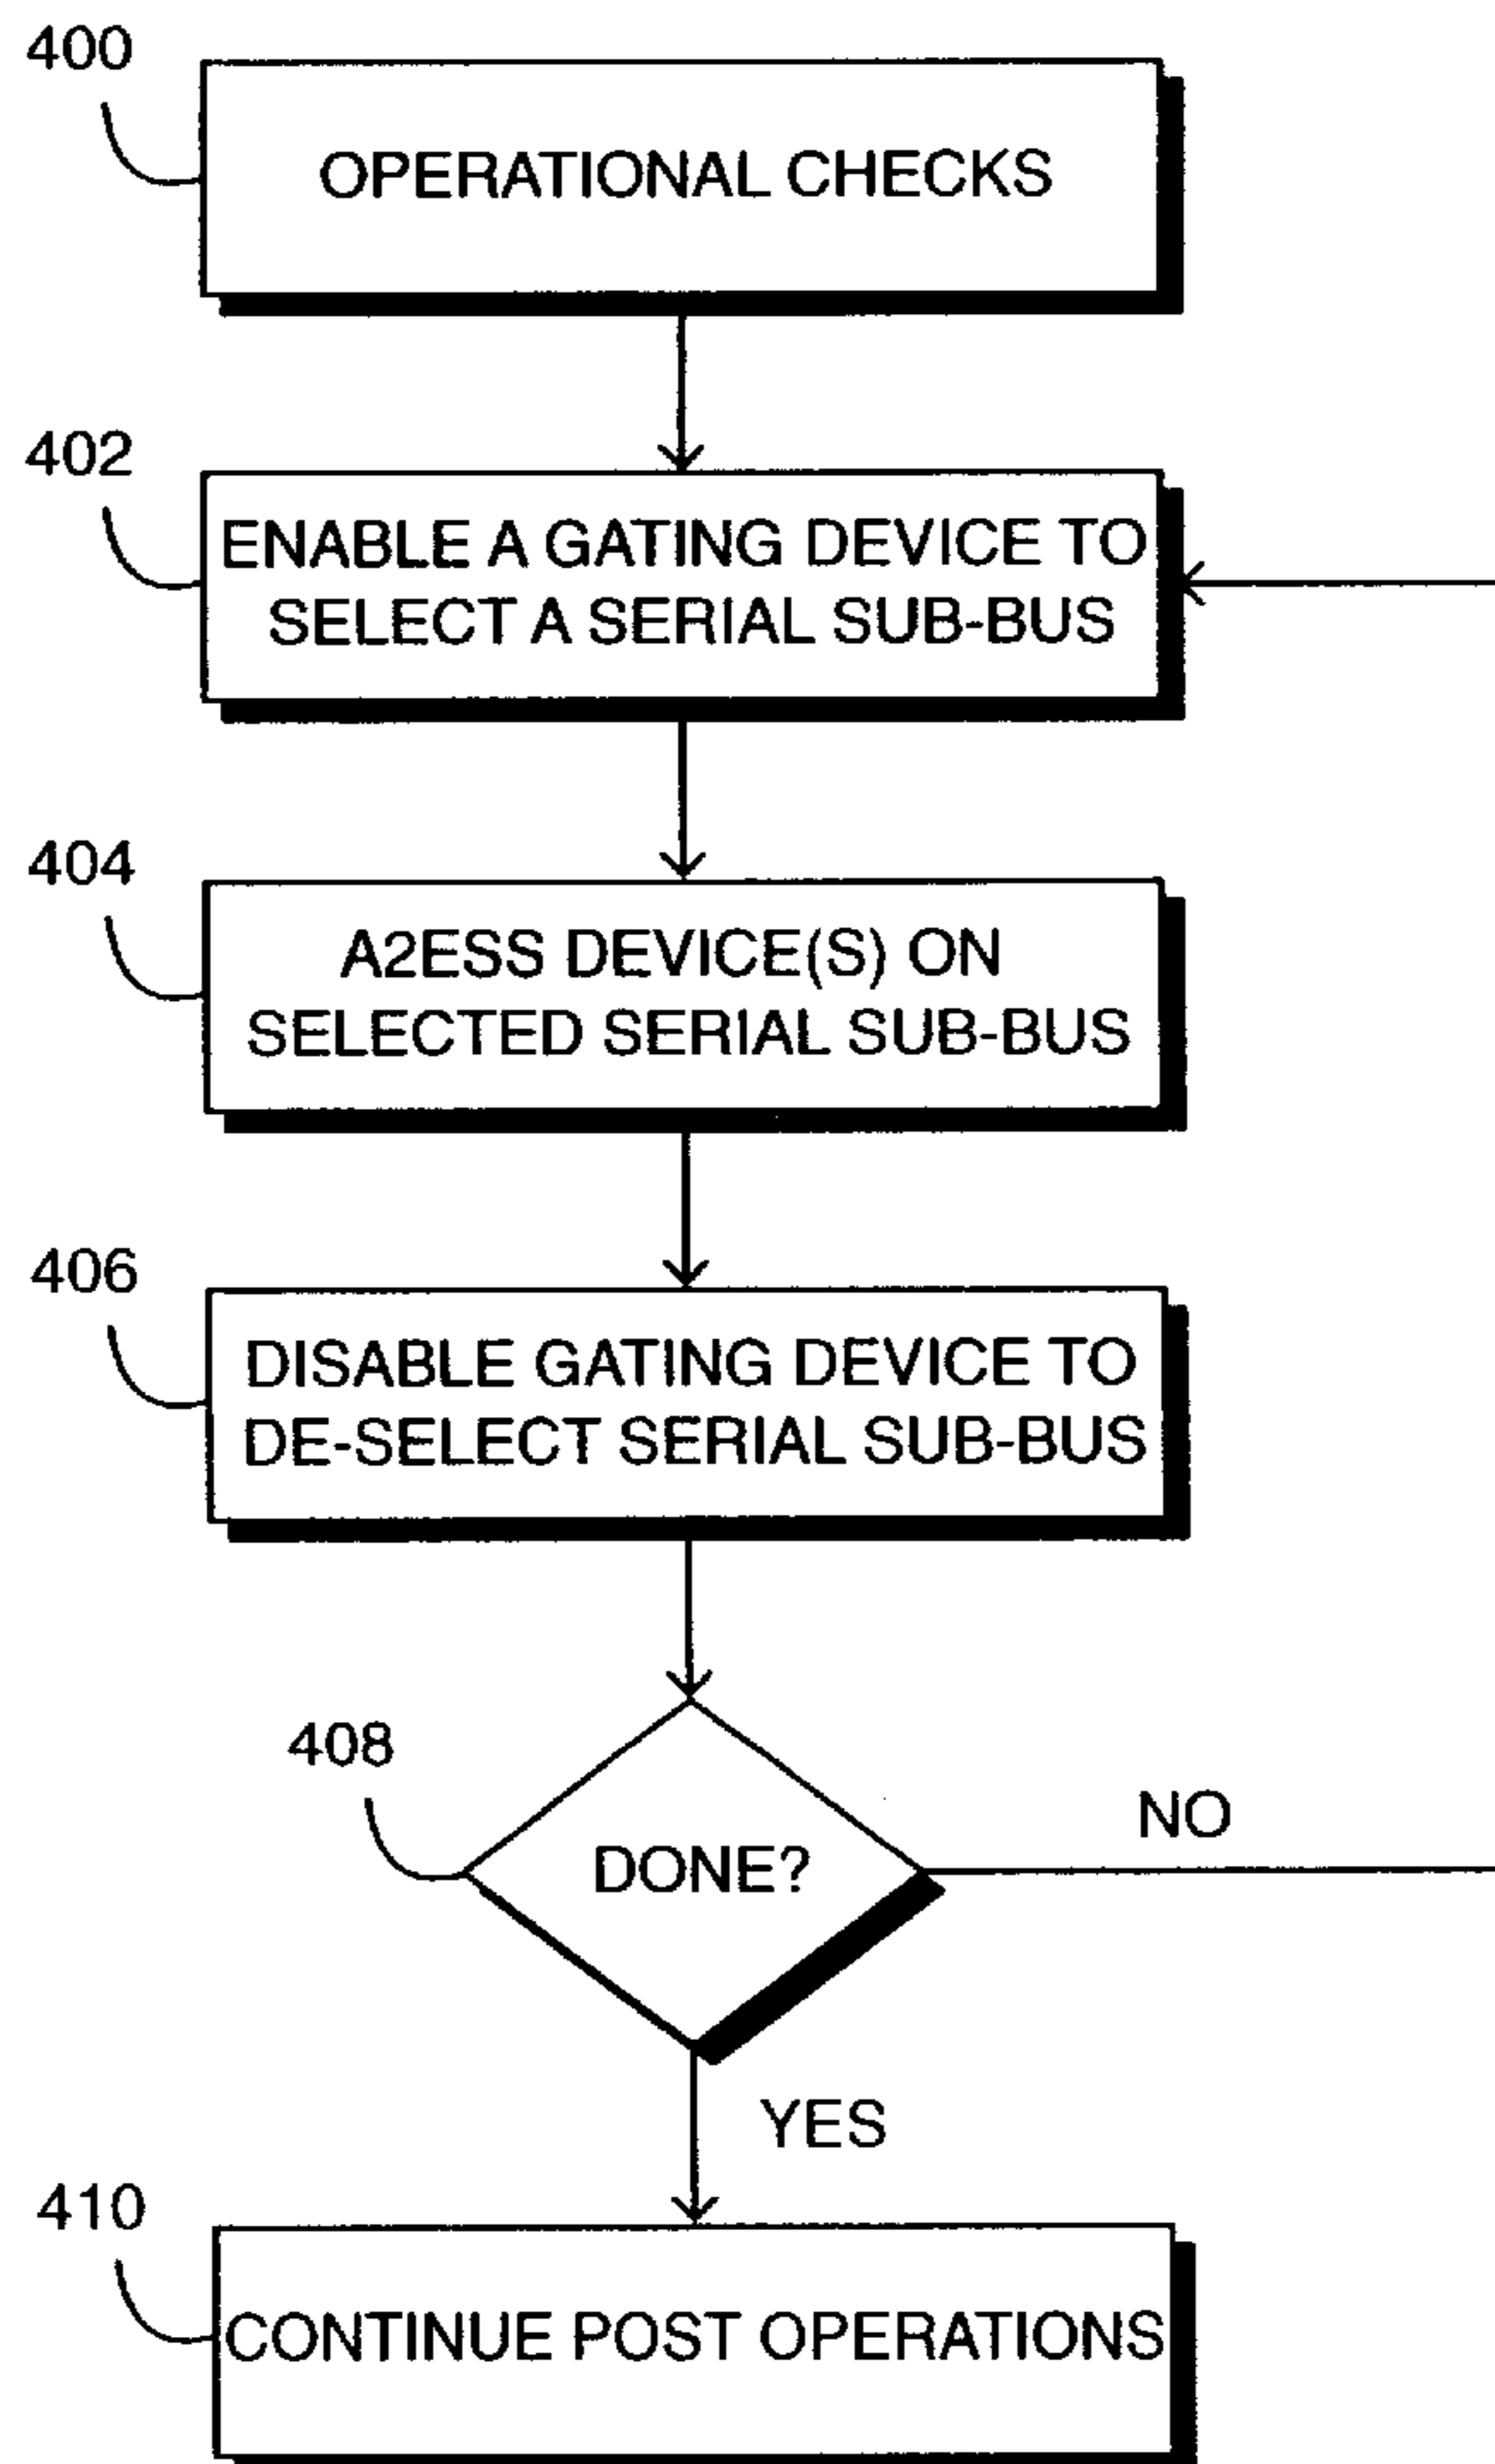 400
OPERATIONAL CHECKS
402
ENABLE A GATING DEVICE TO
SELECT A SERIAL SUB-BUS
404
A2ESS DEVICE(S) ON
SELECTED SERIAL SUB-BUS
406
DISABLE GATING DEVICE TO
DE-SELECT SERIAL SUB-BUS
408
DONE?
NO
YES
410
CONTINUE POST OPERATIONS